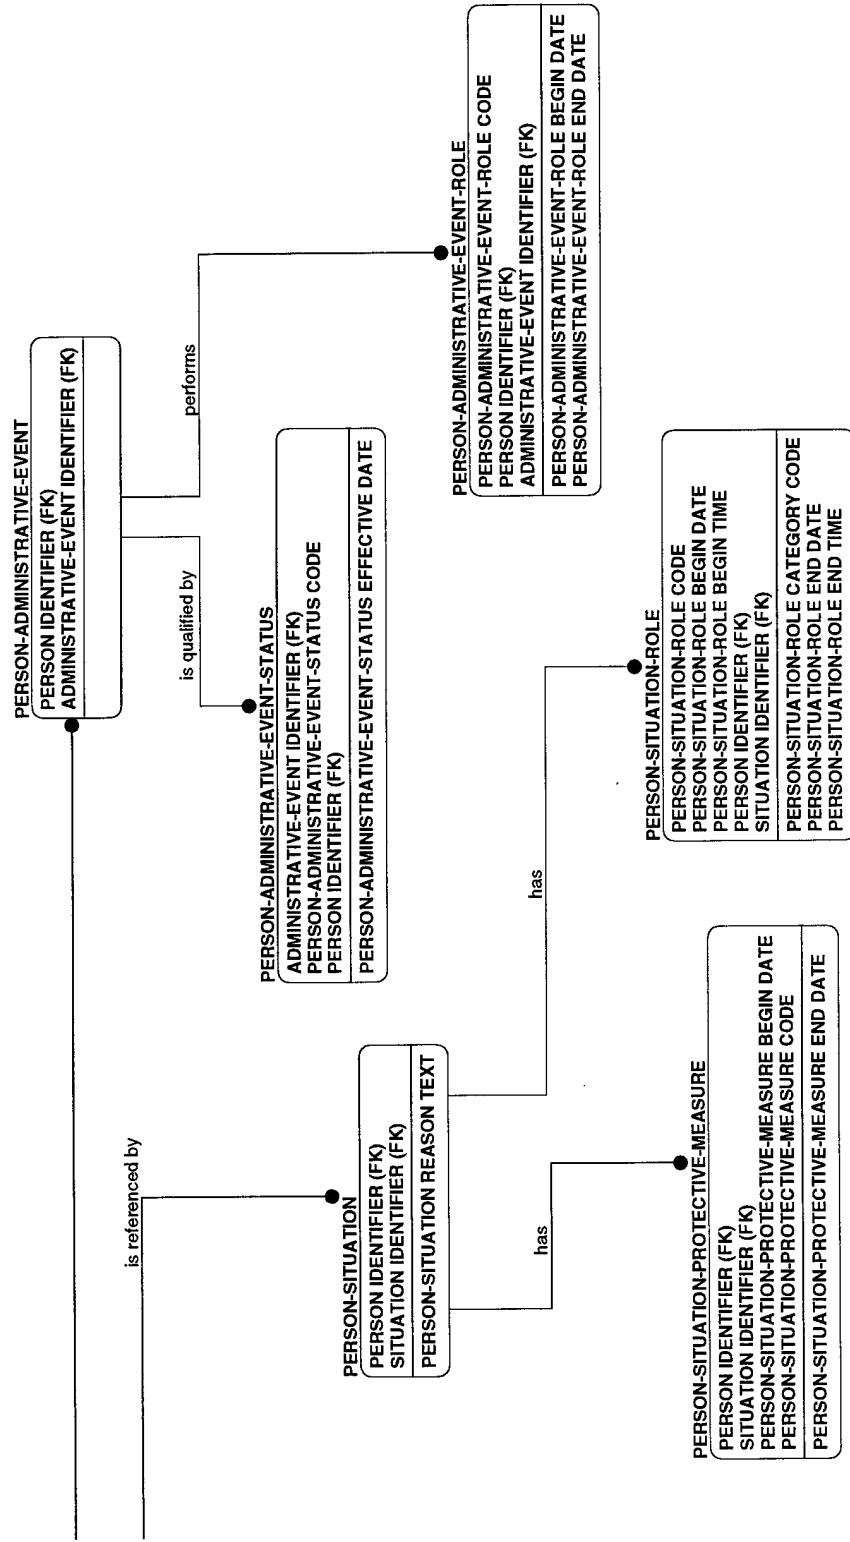 PERSON-ADMINISTRATIVE-EVENT
PERSON IDENTIFIER (FK)
ADMINISTRATIVE-EVENT IDENTIFIER (FK)
is referenced by
is qualified by
performs
PERSON-ADMINISTRATIVE-EVENT-STATUS
ADMINISTRATIVE-EVENT IDENTIFIER (FK)
PERSON-ADMINISTRATIVE-EVENT-STATUS CODE
PERSON IDENTIFIER (FK)
PERSON-ADMINISTRATIVE-EVENT-STATUS EFFECTIVE DATE
PERSON-SITUATION
PERSON IDENTIFIER (FK)
SITUATION IDENTIFIER (FK)
PERSON-SITUATION REASON TEXT
PERSON-ADMINISTRATIVE-EVENT-ROLE
PERSON-ADMINISTRATIVE-EVENT-ROLE CODE
PERSON IDENTIFIER (FK)
ADMINISTRATIVE-EVENT IDENTIFIER (FK)
PERSON-ADMINISTRATIVE-EVENT-ROLE BEGIN DATE
PERSON-ADMINISTRATIVE-EVENT-ROLE END DATE
has
has
PERSON-SITUATION-ROLE
PERSON-SITUATION-ROLE CODE
PERSON-SITUATION-ROLE BEGIN DATE
PERSON-SITUATION-ROLE BEGIN TIME
PERSON IDENTIFIER (FK)
SITUATION IDENTIFIER (FK)
PERSON-SITUATION-ROLE CATEGORY CODE
PERSON-SITUATION-ROLE END DATE
PERSON-SITUATION-ROLE END TIME
PERSON-SITUATION-PROTECTIVE-MEASURE
PERSON IDENTIFIER (FK)
SITUATION IDENTIFIER (FK)
PERSON-SITUATION-PROTECTIVE-MEASURE BEGIN DATE
PERSON-SITUATION-PROTECTIVE-MEASURE CODE
PERSON-SITUATION-PROTECTIVE-MEASURE END DATE